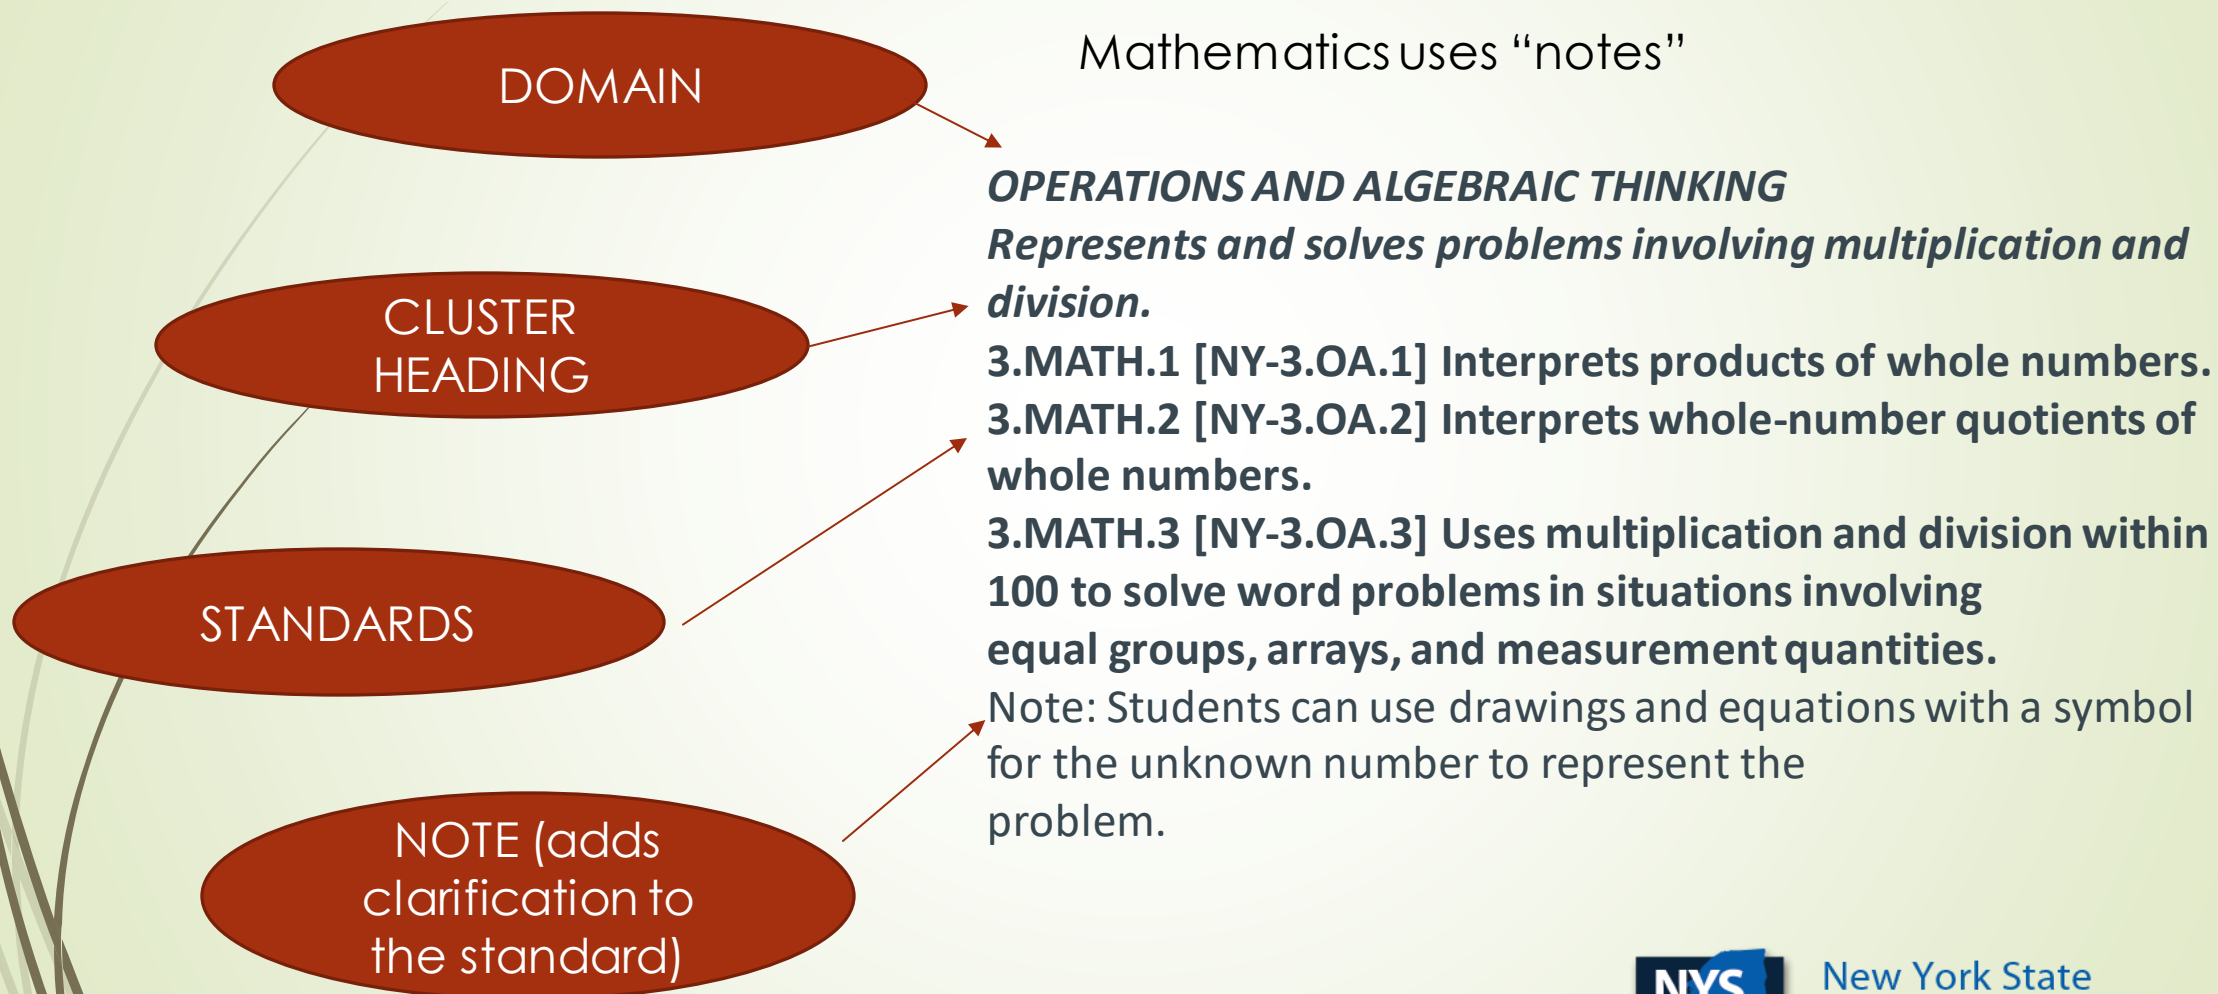 Mathematics uses “notes”
DOMAIN
CLUSTER
HEADING
STANDARDS
NOTE (adds
clarification to
the standard)
OPERATIONS AND ALGEBRAIC THINKING
Represents and solves problems involving multiplication and
division.
3.MATH.1 [NY-3.OA.1] Interprets products of whole numbers.
3.MATH.2 [NY-3.OA.2] Interprets whole-number quotients of
whole numbers.
3.MATH.3 [NY-3.OA.3] Uses multiplication and division within
100 to solve word problems in situations involving
equal groups, arrays, and measurement quantities.
Note: Students can use drawings and equations with a symbol
for the unknown number to represent the
problem.
NYS
New York State